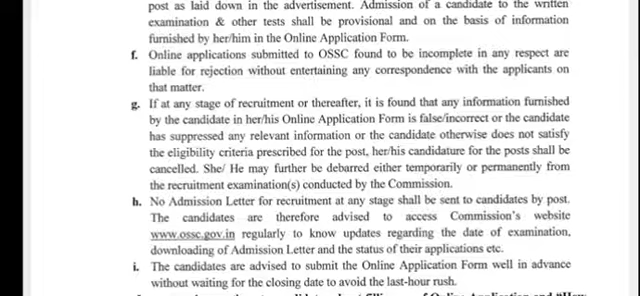 post as laid down in the advertisement. Admission of a candidate to the written
examination & other tests shall be provisional and on the basis of information
furnished by her/him in the Online Application Form.
f. Online applications submitted to OSSC found to be incomplete in any respect are
liable for rejection without entertaining any correspondence with the applicants on
that matter.
g. If at any stage of recruitment or thereafter, it is found that any information furnished
by the candidate in her/his Online Application Form is false/incorrect or the candidate
has suppressed any relevant information or the candidate otherwise does not satisfy
the eligibility criteria prescribed for the post, her/his candidature for the posts shall be
cancelled. She/ He may further be debarred either temporarily or permanently from
the recruitment examination(s) conducted by the Commission.
h. No Admission Letter for recruitment at any stage shall be sent to candidates by post.
The candidates are therefore advised to access Commission's website
www.ossc.gov.in regularly to know updates regarding the date of examination,
downloading of Admission Letter and the status of their applications etc.
i. The candidates are advised to submit the Online Application Form well in advance
without waiting for the closing date to avoid the last-hour rush.